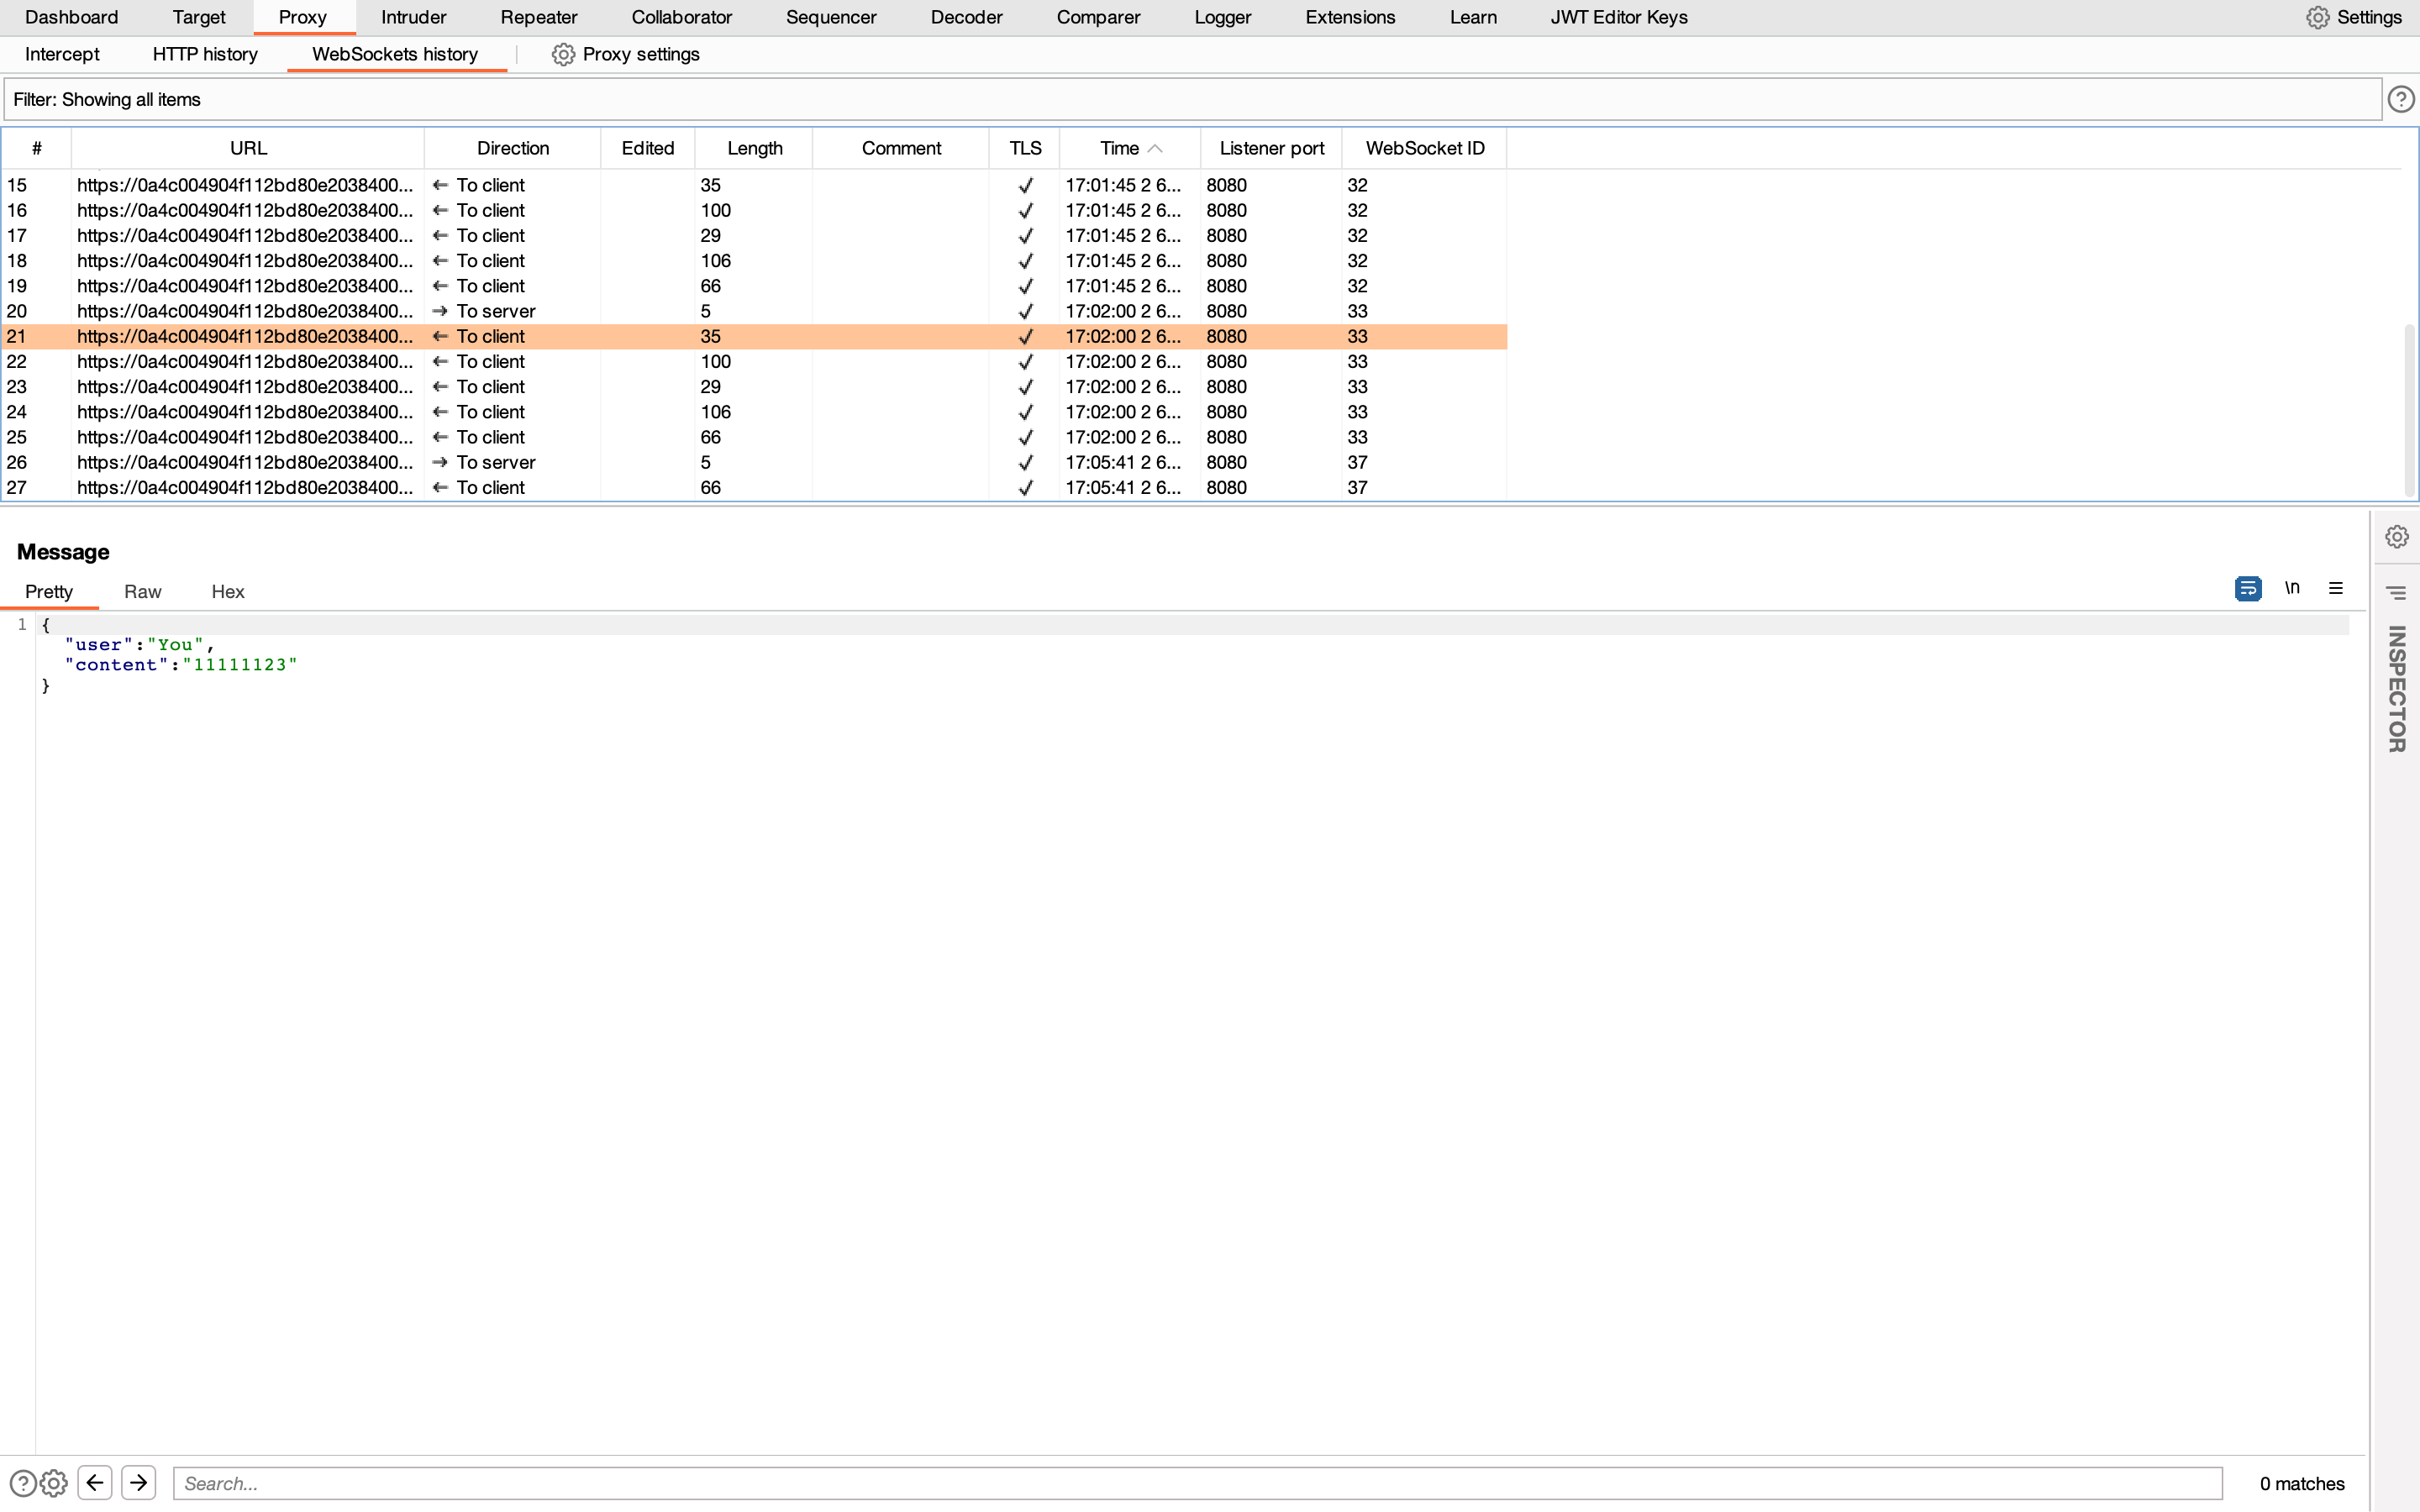 Dashboard Target Proxy Intruder Repeater Collaborator Sequencer Decoder Comparer Logger Extensions Learn JWT Editor Keys Settings
Intercept HTTP history WebSockets history Proxy settings
Filter: Showing all items
# URL Direction Edited Length Comment TLS Time Listener port WebSocket ID
15 https://0a4c004904f112bd80e2038400... ← To client 35 ✓ 17:01:45 2 6... 8080 32
16 https://0a4c004904f112bd80e2038400... ← To client 100 ✓ 17:01:45 2 6... 8080 32
17 https://0a4c004904f112bd80e2038400... ← To client 29 ✓ 17:01:45 2 6... 8080 32
18 https://0a4c004904f112bd80e2038400... ← To client 106 ✓ 17:01:45 2 6... 8080 32
19 https://0a4c004904f112bd80e2038400... ← To client 66 ✓ 17:01:45 2 6... 8080 32
20 https://0a4c004904f112bd80e2038400... → To server 5 ✓ 17:02:00 2 6... 8080 33
21 https://0a4c004904f112bd80e2038400... ← To client 35 ✓ 17:02:00 2 6... 8080 33
22 https://0a4c004904f112bd80e2038400... ← To client 100 ✓ 17:02:00 2 6... 8080 33
23 https://0a4c004904f112bd80e2038400... ← To client 29 ✓ 17:02:00 2 6... 8080 33
24 https://0a4c004904f112bd80e2038400... ← To client 106 ✓ 17:02:00 2 6... 8080 33
25 https://0a4c004904f112bd80e2038400... ← To client 66 ✓ 17:02:00 2 6... 8080 33
26 https://0a4c004904f112bd80e2038400... → To server 5 ✓ 17:05:41 2 6... 8080 37
27 https://0a4c004904f112bd80e2038400... ← To client 66 ✓ 17:05:41 2 6... 8080 37
Message
Pretty Raw Hex \n
1 {
"user":"You",
"content":"11111123"
}
INSPECTOR
Search... 0 matches